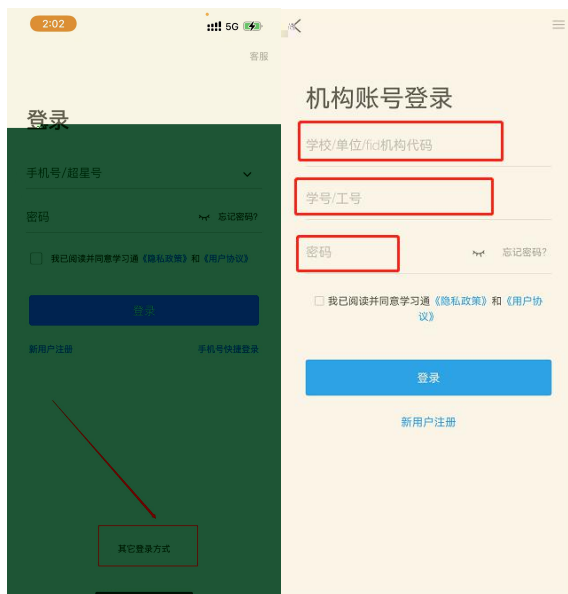 2:02
5G
客服
登录
手机号/超星号
密码
忘记密码?
我已阅读并同意学习通《隐私政策》和《用户协议》
登录
新用户注册
手机号快捷登录
其它登录方式
机构账号登录
学校/单位/fid机构代码
学号/工号
密码
忘记密码?
我已阅读并同意学习通《隐私政策》和《用户协
议》
登录
新用户注册